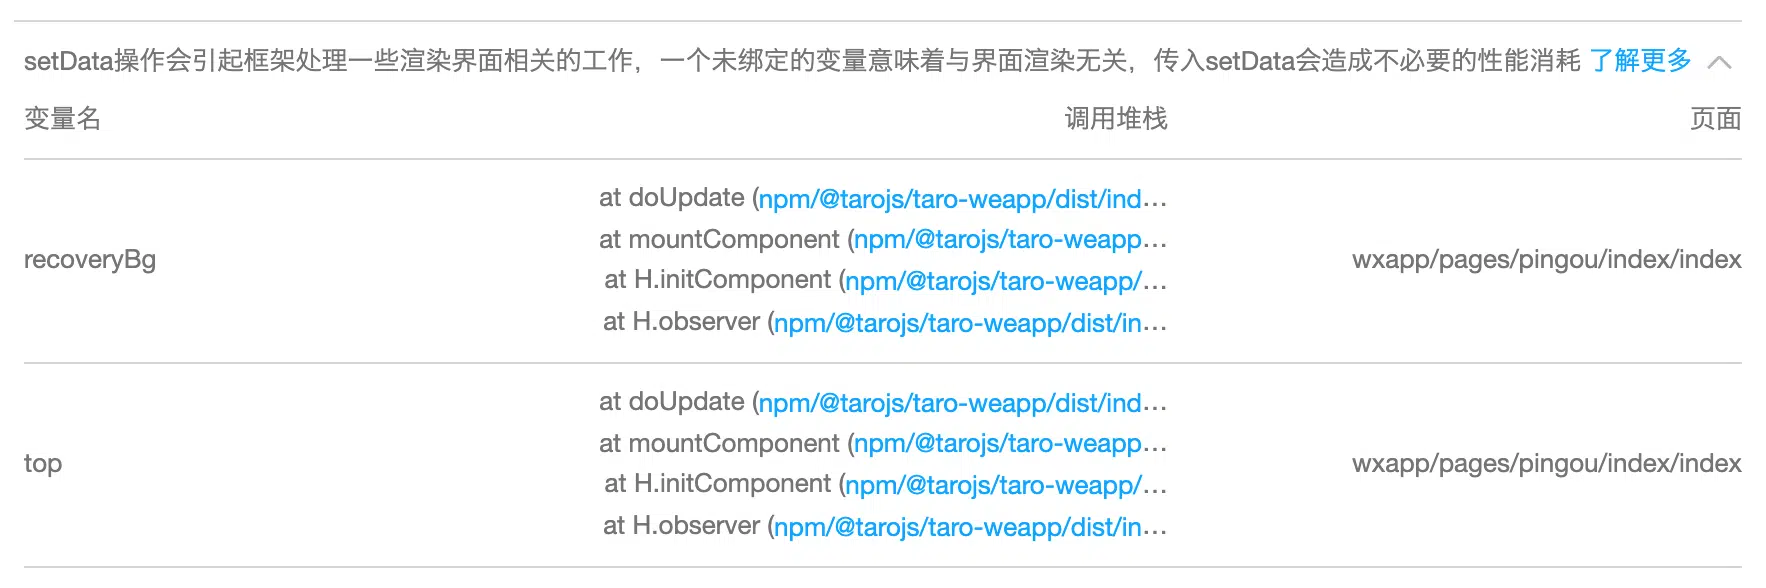 setData操作会引起框架处理一些渲染界面相关的工作，一个未绑定的变量意味着与界面渲染无关，传入setData会造成不必要的性能消耗 了解更多
变量名 调用堆栈 页面
at doUpdate (npm/@tarojs/taro-weapp/dist/ind…
at mountComponent (npm/@tarojs/taro-weapp…
recoveryBg wxapp/pages/pingou/index/index
at H.initComponent (npm/@tarojs/taro-weapp/…
at H.observer (npm/@tarojs/taro-weapp/dist/in…
at doUpdate (npm/@tarojs/taro-weapp/dist/ind…
at mountComponent (npm/@tarojs/taro-weapp…
top wxapp/pages/pingou/index/index
at H.initComponent (npm/@tarojs/taro-weapp/…
at H.observer (npm/@tarojs/taro-weapp/dist/in…